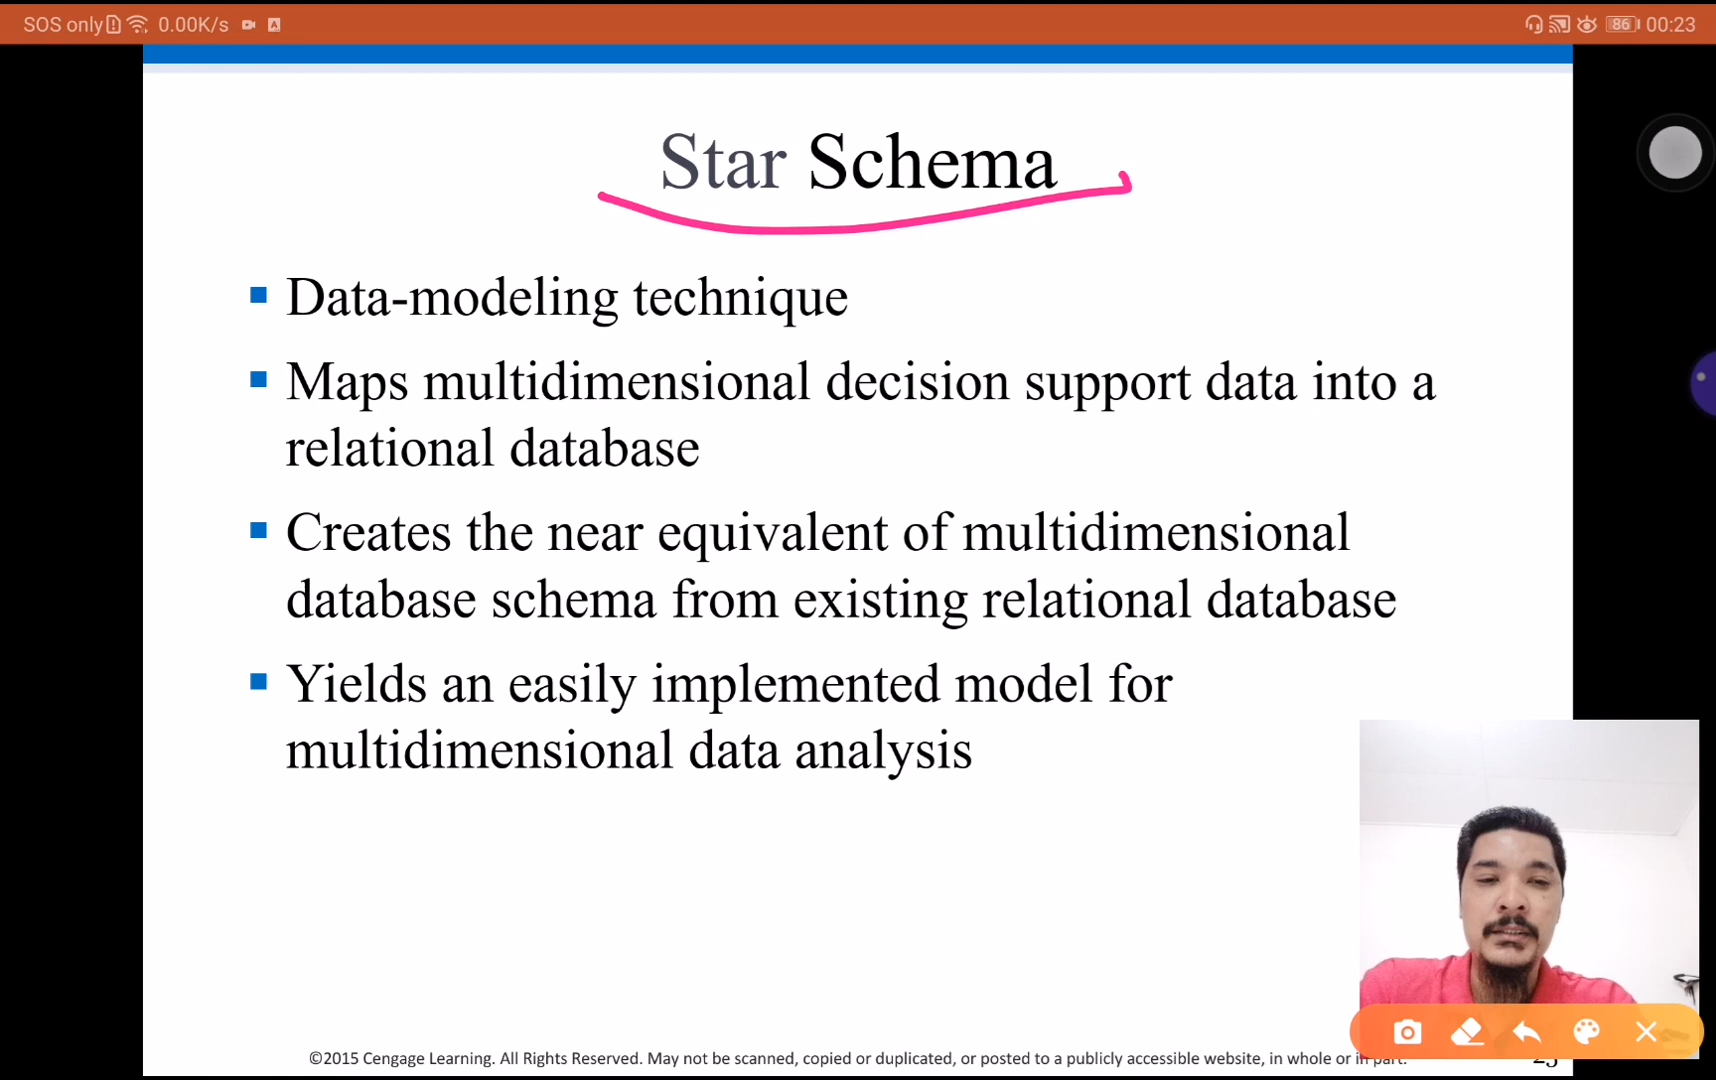 SOS only 0.00K/s 86 00:23
Star Schema
Data-modeling technique
Maps multidimensional decision support data into a
relational database
Creates the near equivalent of multidimensional
database schema from existing relational database
Yields an easily implemented model for
multidimensional data analysis
©2015 Cengage Learning. All Rights Reserved. May not be scanned, copied or duplicated, or posted to a publicly accessible website, in whole or in part.